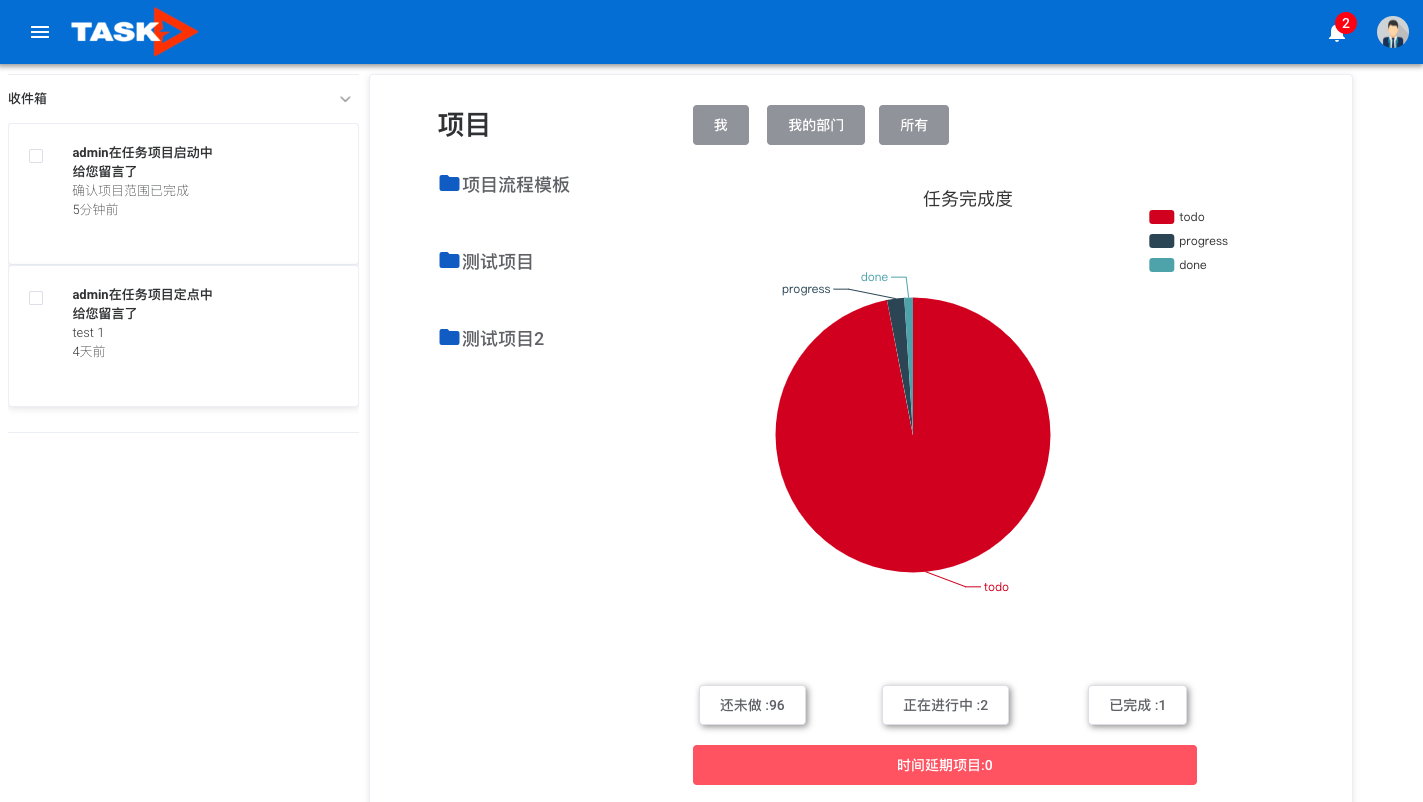 TASK
2
收件箱
admin在任务项目启动中
给您留言了
确认项目范围已完成
5分钟前
admin在任务项目定点中
给您留言了
test 1
4天前
项目
项目流程模板
测试项目
测试项目2
我
我的部门
所有
任务完成度
todo
progress
done
done
progress
todo
还未做 :96
正在进行中 :2
已完成 :1
时间延期项目:0